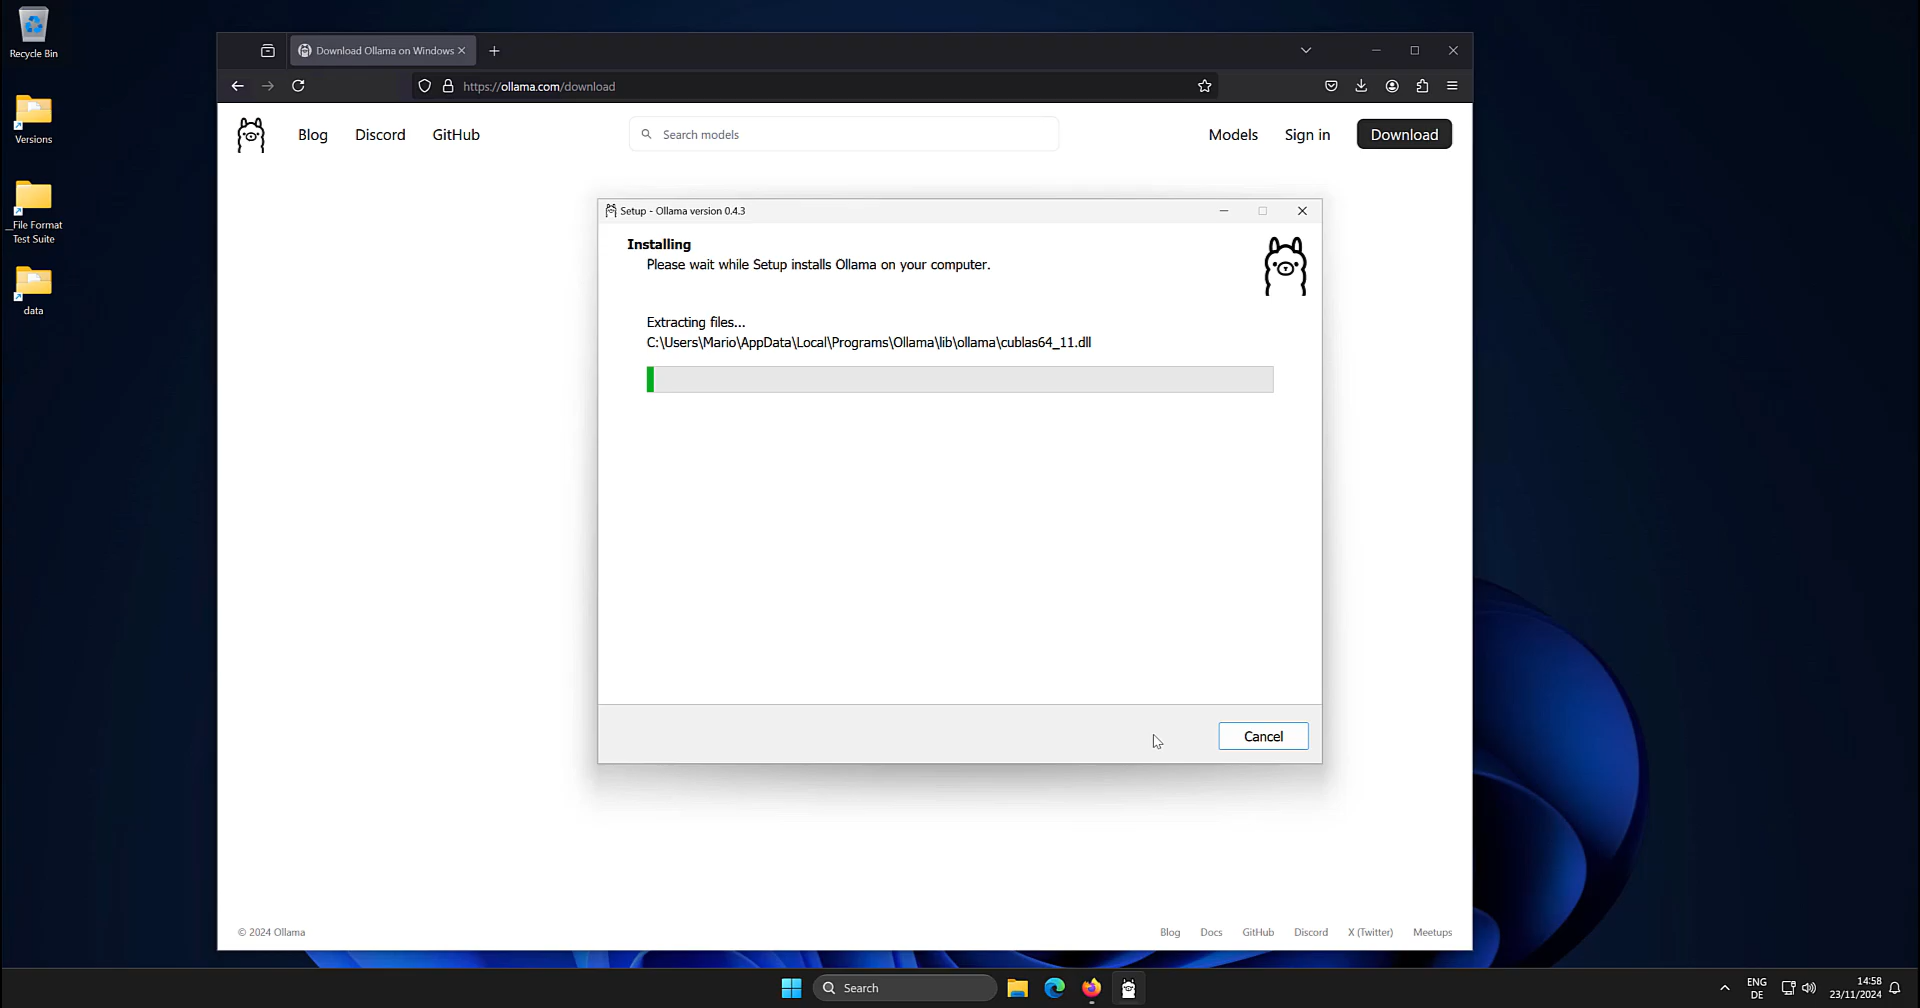 Recycle Bin
Versions
__File Format
Test Suite
data
Download Ollama on Windows
https://ollama.com/download
Blog
Discord
GitHub
Search models
Models
Sign in
Download
Setup - Ollama version 0.4.3
Installing
Please wait while Setup installs Ollama on your computer.
Extracting files...
C:\Users\Mario\AppData\Local\Programs\Ollama\lib\ollama\cublas64_11.dll
Cancel
© 2024 Ollama
Blog
Docs
GitHub
Discord
X (Twitter)
Meetups
Search
ENG
DE
14:58
23/11/2024